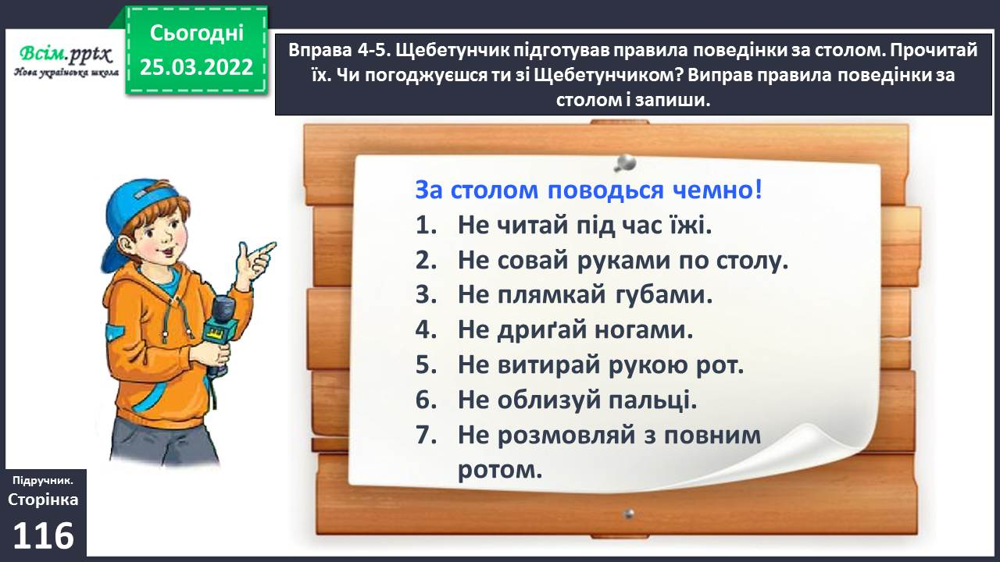 Всім.pptx
Нова українська школа
Сьогодні
25.03.2022
Вправа 4-5. Щебетунчик підготував правила поведінки за столом. Прочитай
їх. Чи погоджуєшся ти зі Щебетунчиком? Виправ правила поведінки за
столом і запиши.
За столом поводься чемно!
1. Не читай під час їжі.
2. Не совай руками по столу.
3. Не плямкай губами.
4. Не дриґай ногами.
5. Не витирай рукою рот.
6. Не облизуй пальці.
7. Не розмовляй з повним
ротом.
Підручник.
Сторінка
116